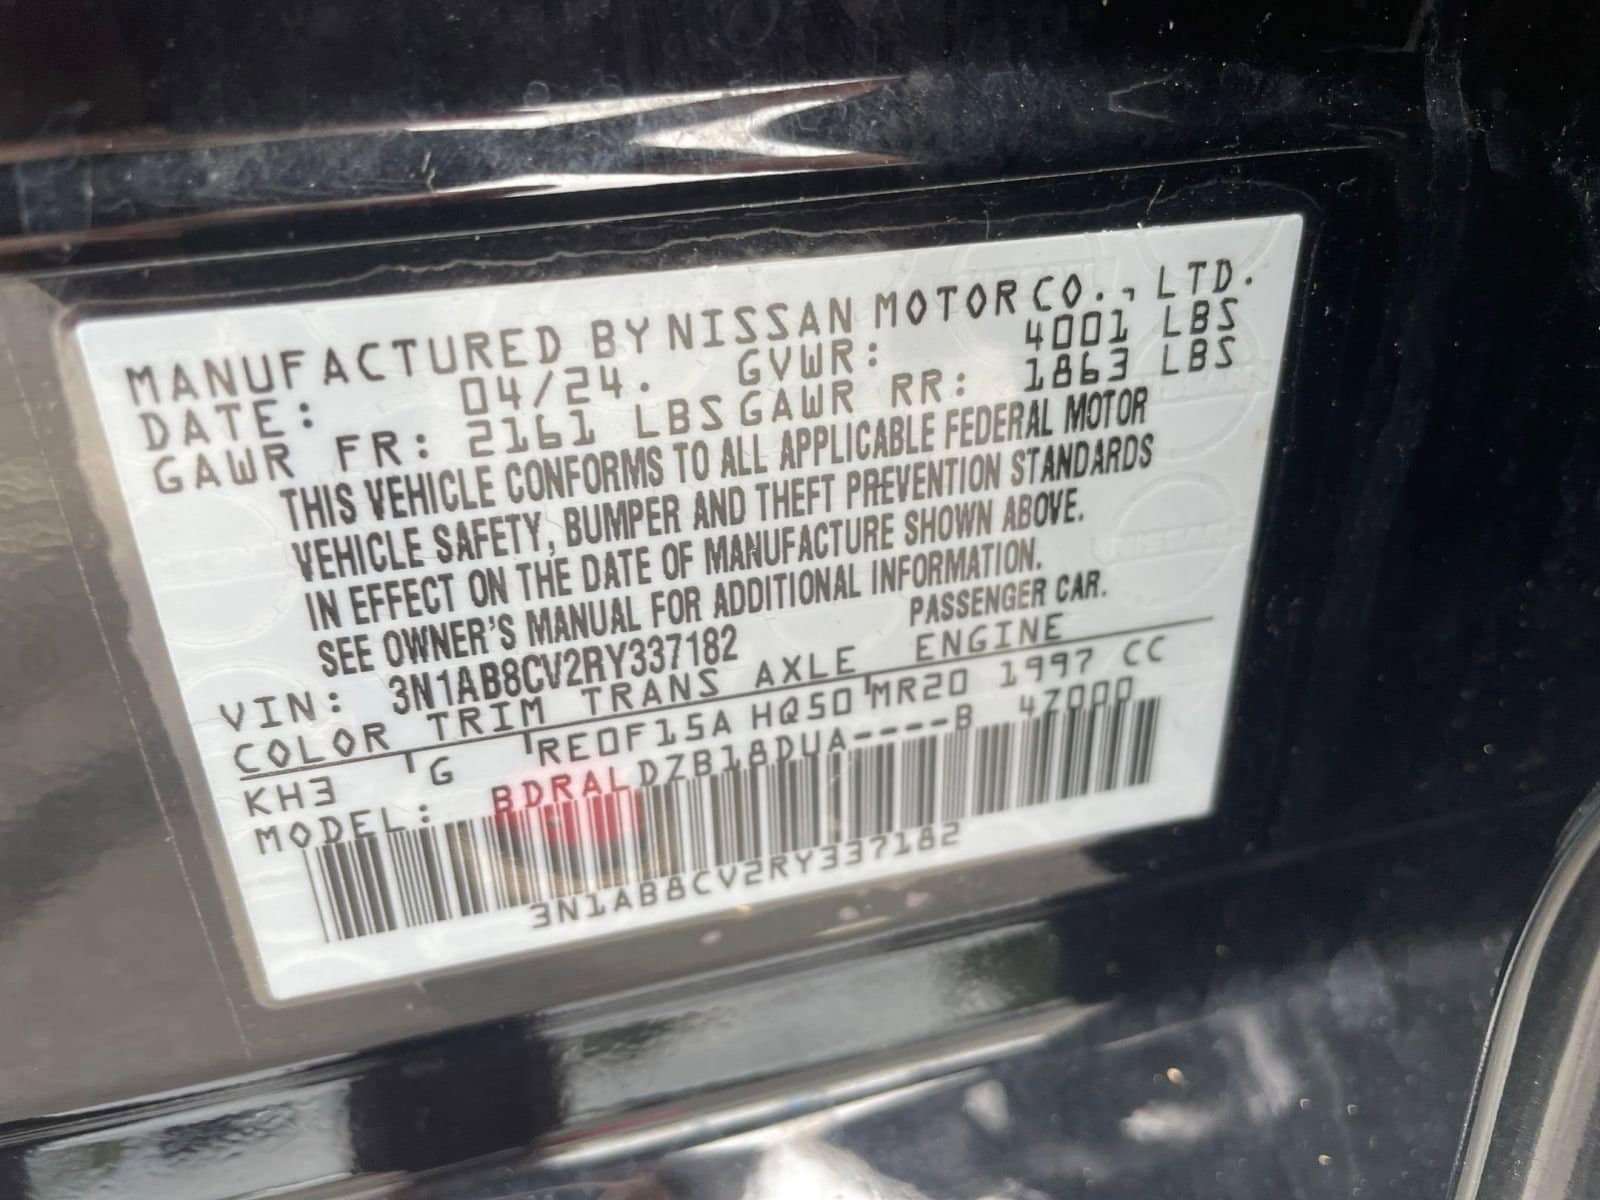 MANUFACTURED BY NISSAN MOTOR CO., LTD.
DATE: 04/24. GVWR: 4001 LBS
GAWR FR: 2161 LBS GAWR RR: 1863 LBS
THIS VEHICLE CONFORMS TO ALL APPLICABLE FEDERAL MOTOR
VEHICLE SAFETY, BUMPER AND THEFT PREVENTION STANDARDS
IN EFFECT ON THE DATE OF MANUFACTURE SHOWN ABOVE.
SEE OWNER'S MANUAL FOR ADDITIONAL INFORMATION.
VIN: 3N1AB8CV2RY337182 PASSENGER CAR.
COLOR TRIM TRANS AXLE ENGINE
KH3 G RE0F15A HQ50 MR20 1997 CC
MODEL: BDRALDZB18DUA----B 47000
3N1AB8CV2RY337182